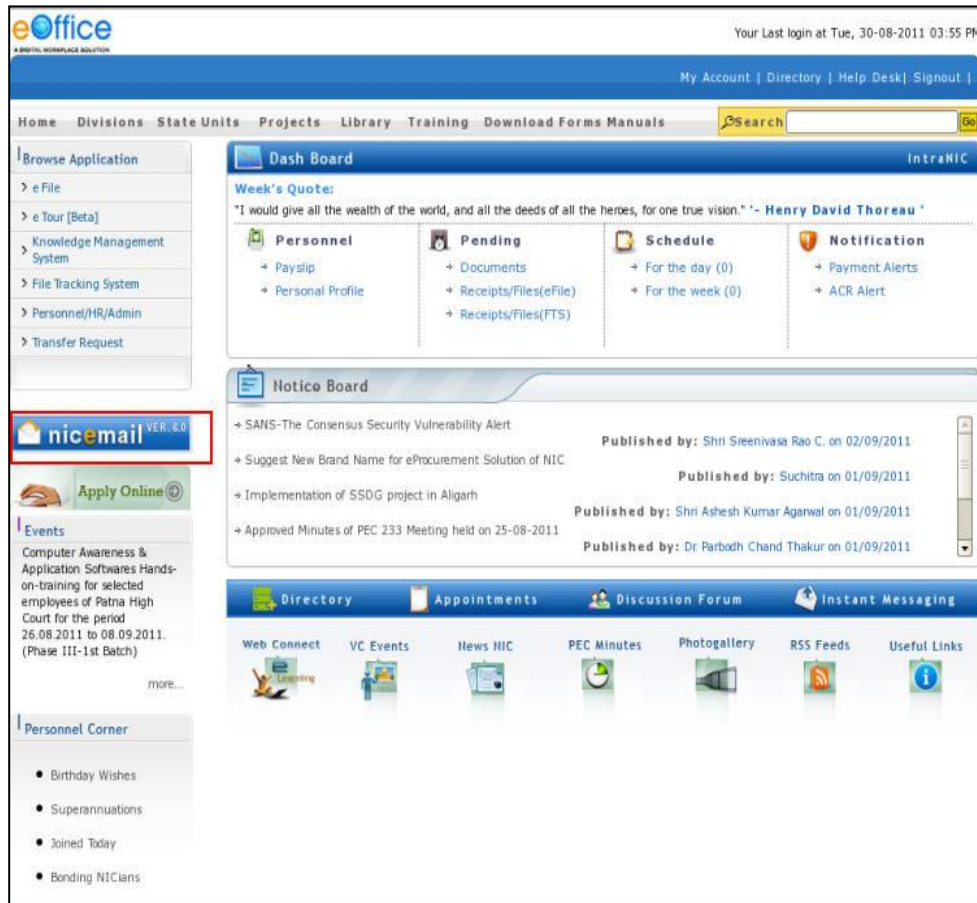 eOffice
A DIGITAL WORKPLACE SOLUTION
Your Last login at Tue, 30-08-2011 03:55 PM
My Account | Directory | Help Desk| Signout |
Home Divisions State Units Projects Library Training Download Forms Manuals
Search
Go
Browse Application
e File
e Tour [Beta]
Knowledge Management
System
File Tracking System
Personnel/HR/Admin
Transfer Request
nicemail VER. 6.0
Apply Online
Events
Computer Awareness &
Application Softwares Hands-
on-training for selected
employees of Patna High
Court for the period
26.08.2011 to 08.09.2011.
(Phase III-1st Batch)
more...
Personnel Corner
Birthday Wishes
Superannuations
Joined Today
Bonding NICians
Dash Board
IntraNIC
Week's Quote:
"I would give all the wealth of the world, and all the deeds of all the heroes, for one true vision." '- Henry David Thoreau '
Personnel
Payslip
Personal Profile
Pending
Documents
Receipts/Files(eFile)
Receipts/Files(FTS)
Schedule
For the day (0)
For the week (0)
Notification
Payment Alerts
ACR Alert
Notice Board
SANS-The Consensus Security Vulnerability Alert
Published by: Shri Sreenivasa Rao C. on 02/09/2011
Suggest New Brand Name for eProcurement Solution of NIC
Published by: Suchitra on 01/09/2011
Implementation of SSDG project in Aligarh
Published by: Shri Ashesh Kumar Agarwal on 01/09/2011
Approved Minutes of PEC 233 Meeting held on 25-08-2011
Published by: Dr. Parbodh Chand Thakur on 01/09/2011
Directory Appointments Discussion Forum Instant Messaging
Web Connect VC Events News NIC PEC Minutes Photogallery RSS Feeds Useful Links
e
Learning